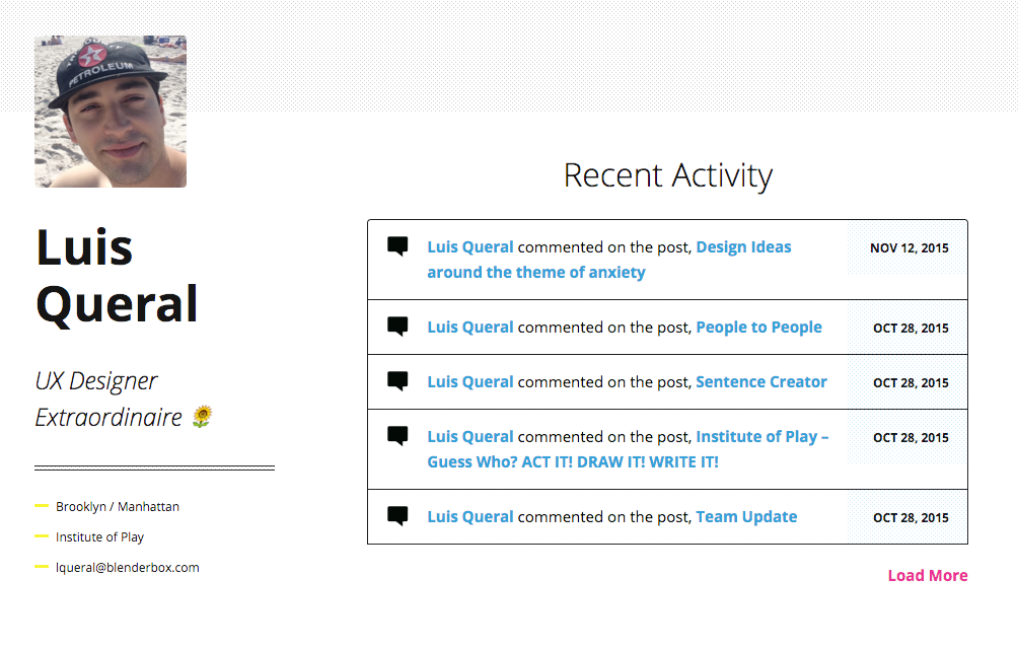 PETROLEUM
Luis
Queral
UX Designer
Extraordinaire 🌻
Brooklyn / Manhattan
Institute of Play
lqueral@blenderbox.com
Recent Activity
Luis Queral commented on the post, Design Ideas
around the theme of anxiety
NOV 12, 2015
Luis Queral commented on the post, People to People
OCT 28, 2015
Luis Queral commented on the post, Sentence Creator
OCT 28, 2015
Luis Queral commented on the post, Institute of Play –
Guess Who? ACT IT! DRAW IT! WRITE IT!
OCT 28, 2015
Luis Queral commented on the post, Team Update
OCT 28, 2015
Load More